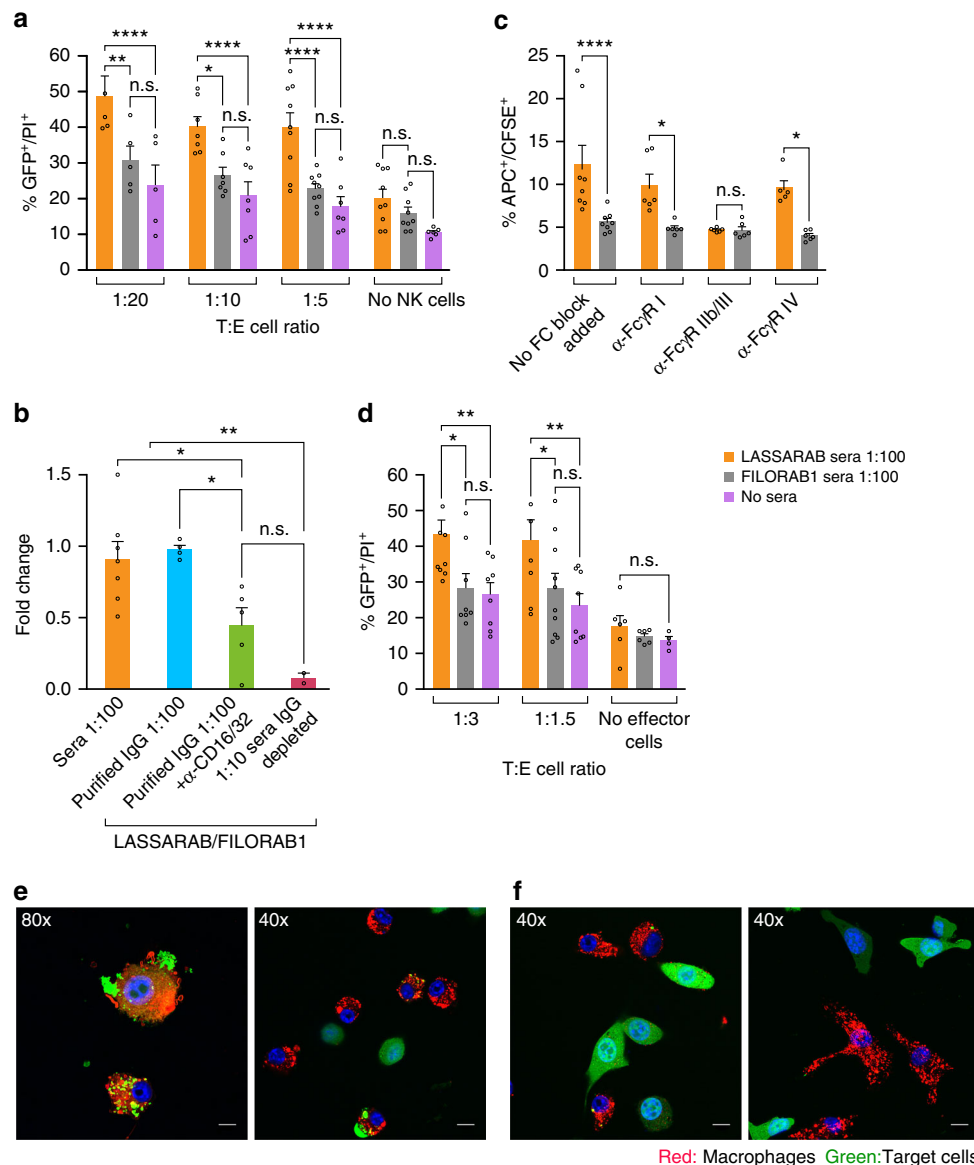 a
% GFP⁺/PI⁺
60
50
40
30
20
10
0
****
**
n.s.
****
*
n.s.
****
****
n.s.
n.s.
n.s.
1:20
1:10
1:5
No NK cells
T:E cell ratio
c
% APC⁺/CFSE⁺
25
20
15
10
5
0
****
*
n.s.
*
No FC block
added
α-FcγR I
α-FcγR IIb/III
α-FcγR IV
b
Fold change
1.5
1.0
0.5
0.0
**
*
*
n.s.
Sera 1:100
Purified IgG 1:100
Purified IgG 1:100
+α-CD16/32
1:10 sera IgG
depleted
LASSARAB/FILORAB1
d
% GFP⁺/PI⁺
60
50
40
30
20
10
0
**
*
n.s.
**
*
n.s.
n.s.
1:3
1:1.5
No effector
cells
T:E cell ratio
LASSARAB sera 1:100
FILORAB1 sera 1:100
No sera
e
80x
40x
f
40x
40x
Red: Macrophages Green:Target cells